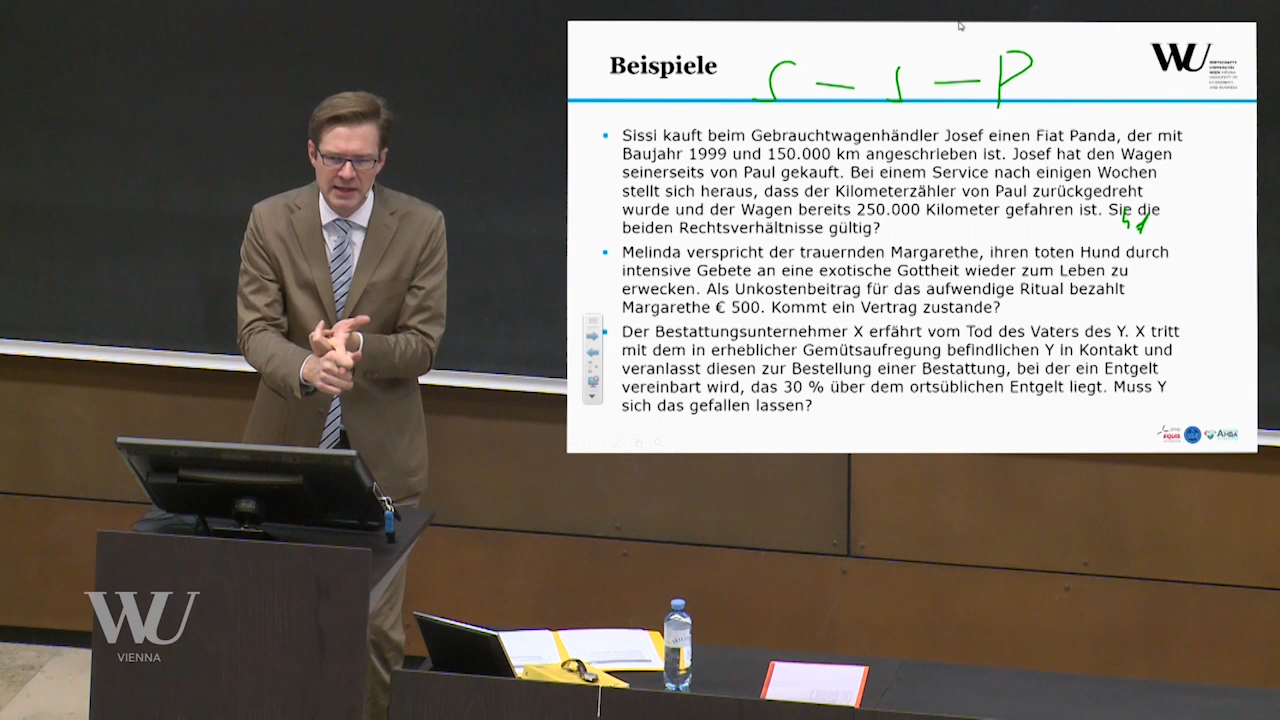 Beispiele
S – J – P
WU
Sissi kauft beim Gebrauchtwagenhändler Josef einen Fiat Panda, der mit
Baujahr 1999 und 150.000 km angeschrieben ist. Josef hat den Wagen
seinerseits von Paul gekauft. Bei einem Service nach einigen Wochen
stellt sich heraus, dass der Kilometerzähler von Paul zurückgedreht
wurde und der Wagen bereits 250.000 Kilometer gefahren ist. Sie die
beiden Rechtsverhältnisse gültig?
Melinda verspricht der trauernden Margarethe, ihren toten Hund durch
intensive Gebete an eine exotische Gottheit wieder zum Leben zu
erwecken. Als Unkostenbeitrag für das aufwendige Ritual bezahlt
Margarethe € 500. Kommt ein Vertrag zustande?
Der Bestattungsunternehmer X erfährt vom Tod des Vaters des Y. X tritt
mit dem in erheblicher Gemütsaufregung befindlichen Y in Kontakt und
veranlasst diesen zur Bestellung einer Bestattung, bei der ein Entgelt
vereinbart wird, das 30 % über dem ortsüblichen Entgelt liegt. Muss Y
sich das gefallen lassen?
EQUIS
AMBA
WU
VIENNA